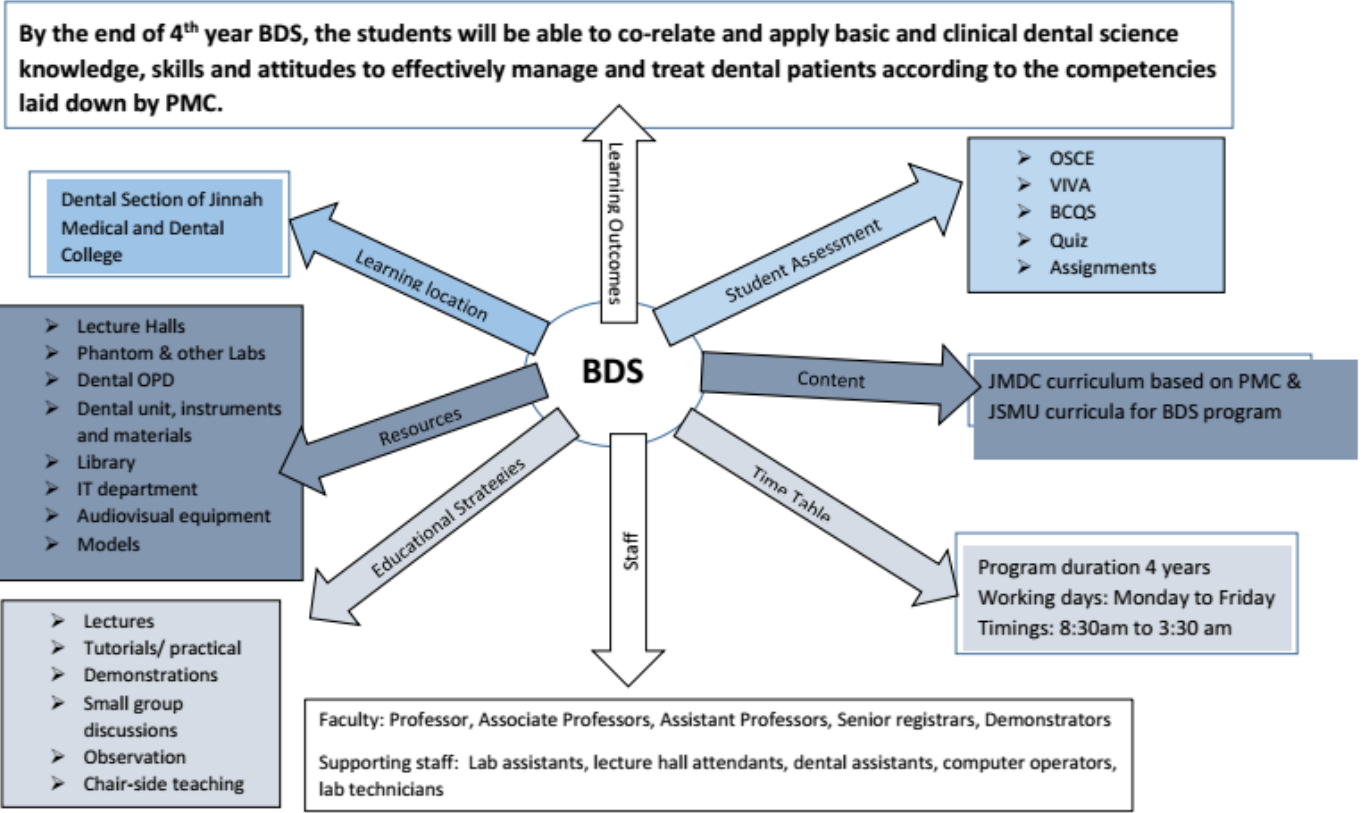 By the end of 4th year BDS, the students will be able to co-relate and apply basic and clinical dental science
knowledge, skills and attitudes to effectively manage and treat dental patients according to the competencies
laid down by PMC.
Learning Outcomes
Dental Section of Jinnah
Medical and Dental
College
Learning location
Student Assessment
➢ OSCE
➢ VIVA
➢ BCQS
➢ Quiz
➢ Assignments
➢ Lecture Halls
➢ Phantom & other Labs
➢ Dental OPD
➢ Dental unit, instruments
and materials
➢ Library
➢ IT department
➢ Audiovisual equipment
➢ Models
Resources
BDS
Content
JMDC curriculum based on PMC &
JSMU curricula for BDS program
Educational Strategies
Staff
Time Table
Program duration 4 years
Working days: Monday to Friday
Timings: 8:30am to 3:30 am
➢ Lectures
➢ Tutorials/ practical
➢ Demonstrations
➢ Small group
discussions
➢ Observation
➢ Chair-side teaching
Faculty: Professor, Associate Professors, Assistant Professors, Senior registrars, Demonstrators
Supporting staff: Lab assistants, lecture hall attendants, dental assistants, computer operators,
lab technicians